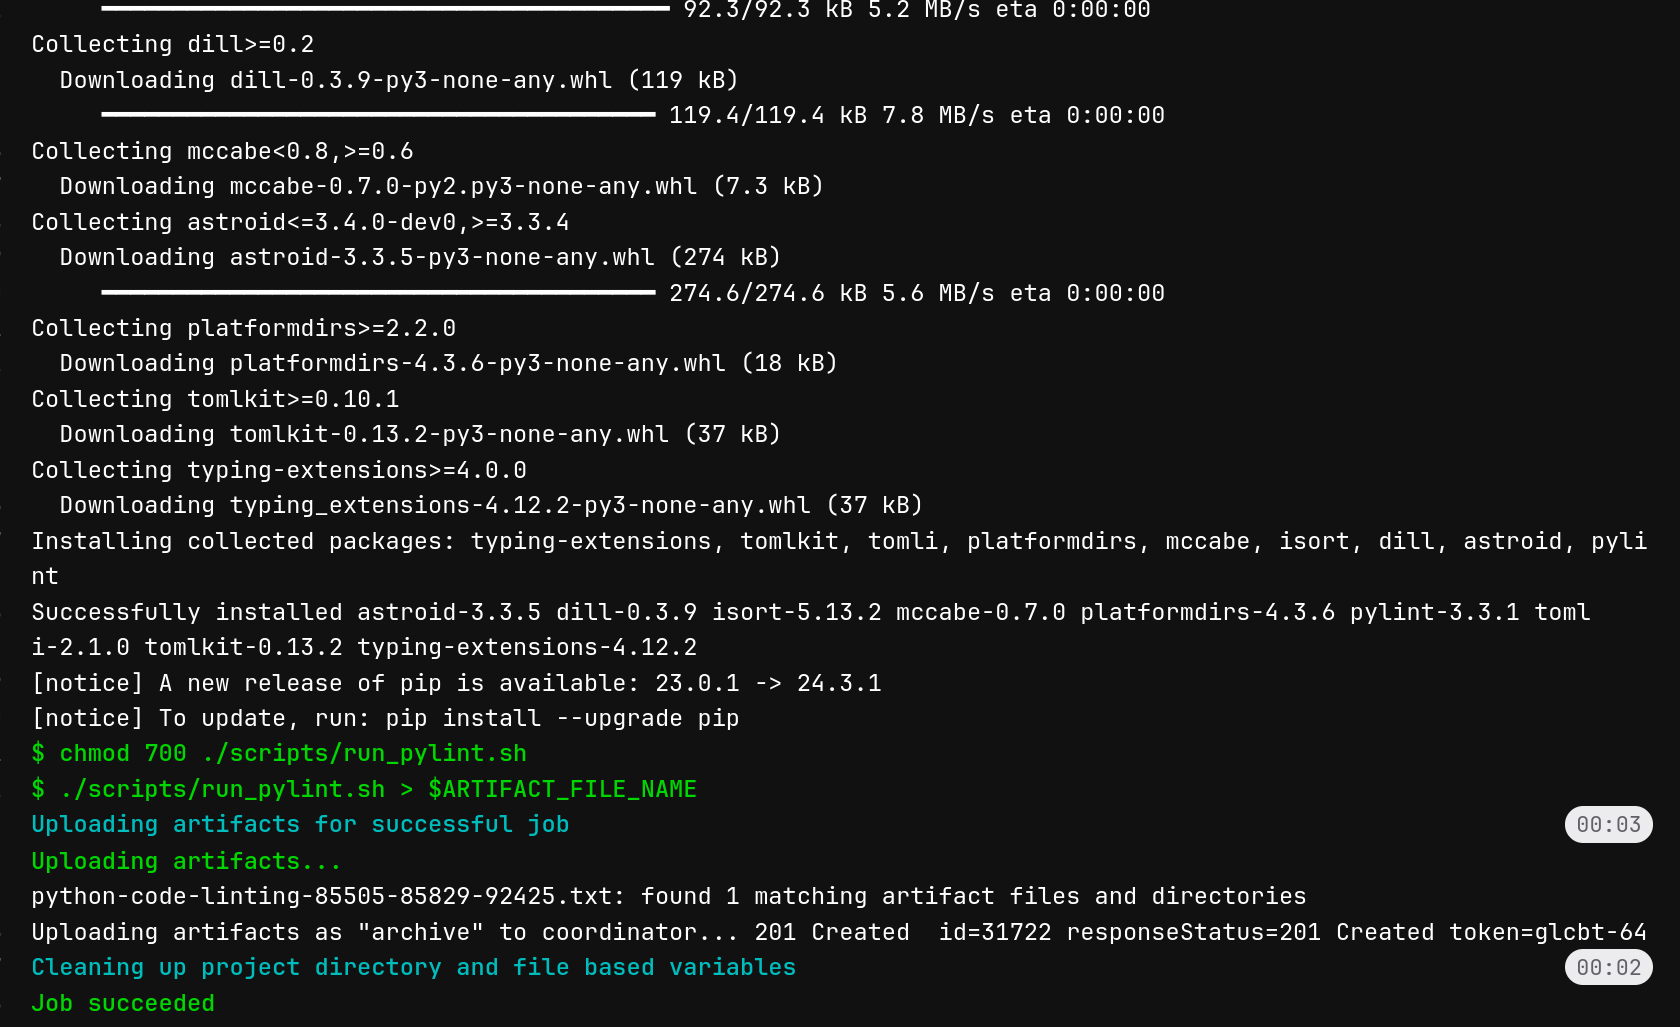 92.3/92.3 kB 5.2 MB/s eta 0:00:00
Collecting dill>=0.2
Downloading dill-0.3.9-py3-none-any.whl (119 kB)
119.4/119.4 kB 7.8 MB/s eta 0:00:00
Collecting mccabe<0.8,>=0.6
Downloading mccabe-0.7.0-py2.py3-none-any.whl (7.3 kB)
Collecting astroid<=3.4.0-dev0,>=3.3.4
Downloading astroid-3.3.5-py3-none-any.whl (274 kB)
274.6/274.6 kB 5.6 MB/s eta 0:00:00
Collecting platformdirs>=2.2.0
Downloading platformdirs-4.3.6-py3-none-any.whl (18 kB)
Collecting tomlkit>=0.10.1
Downloading tomlkit-0.13.2-py3-none-any.whl (37 kB)
Collecting typing-extensions>=4.0.0
Downloading typing_extensions-4.12.2-py3-none-any.whl (37 kB)
Installing collected packages: typing-extensions, tomlkit, tomli, platformdirs, mccabe, isort, dill, astroid, pyli
nt
Successfully installed astroid-3.3.5 dill-0.3.9 isort-5.13.2 mccabe-0.7.0 platformdirs-4.3.6 pylint-3.3.1 toml
i-2.1.0 tomlkit-0.13.2 typing-extensions-4.12.2
[notice] A new release of pip is available: 23.0.1 -> 24.3.1
[notice] To update, run: pip install --upgrade pip
$ chmod 700 ./scripts/run_pylint.sh
$ ./scripts/run_pylint.sh > $ARTIFACT_FILE_NAME
Uploading artifacts for successful job 00:03
Uploading artifacts...
python-code-linting-85505-85829-92425.txt: found 1 matching artifact files and directories
Uploading artifacts as "archive" to coordinator... 201 Created  id=31722 responseStatus=201 Created token=glcbt-64
Cleaning up project directory and file based variables 00:02
Job succeeded